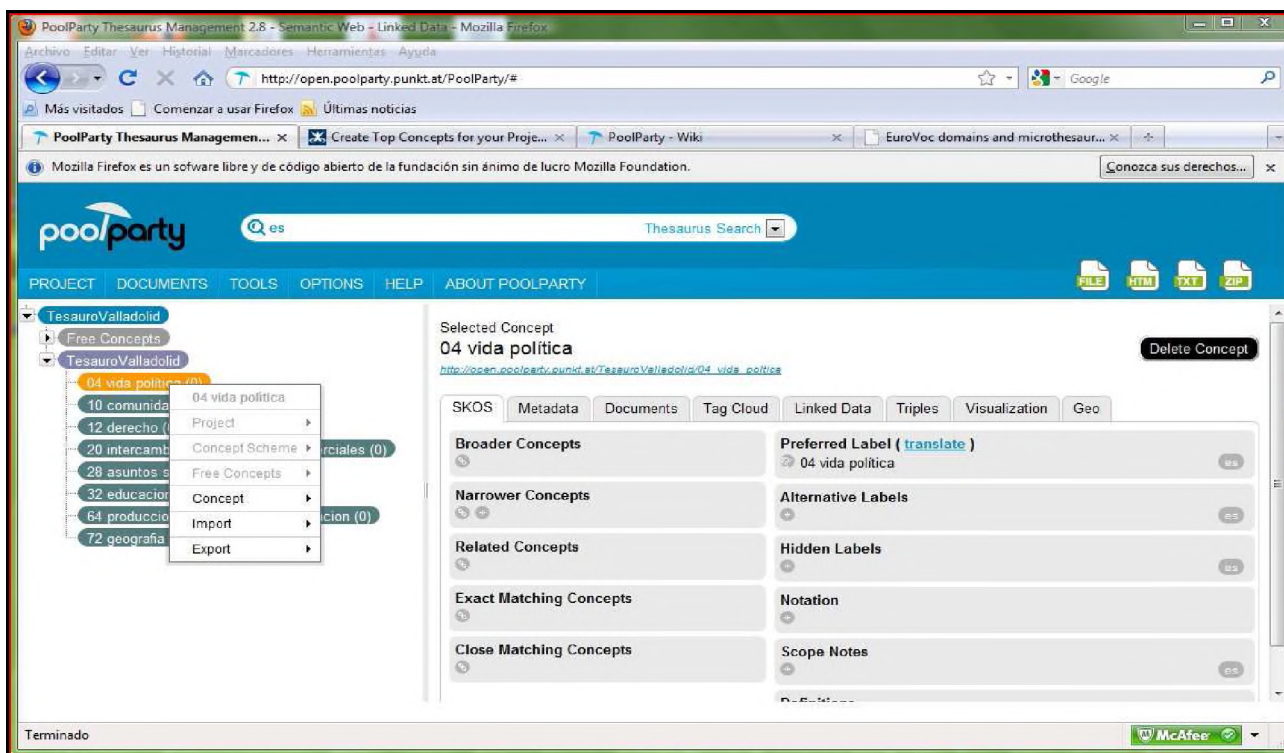 PoolParty Thesaurus Management 2.8 - Semantic Web - Linked Data - Mozilla Firefox
Archivo Editar Ver Historial Marcadores Herramientas Ayuda
http://open.poolparty.punkt.at/PoolParty/#
Google
Más visitados Comenzar a usar Firefox Últimas noticias
PoolParty Thesaurus Managemen... Create Top Concepts for your Proje... PoolParty - Wiki EuroVoc domains and microthesaur...
Mozilla Firefox es un sofware libre y de código abierto de la fundación sin ánimo de lucro Mozilla Foundation. Conozca sus derechos...
poolparty
es Thesaurus Search
PROJECT DOCUMENTS TOOLS OPTIONS HELP ABOUT POOLPARTY
FILE HTM TXT ZIP
TesauroValladolid
Free Concepts
TesauroValladolid
04 vida política (0)
10 comunida
12 derecho (
20 intercamb rciales (0)
28 asuntos s
32 educacion
64 produccio cion (0)
72 geografia
04 vida política
Project
Concept Scheme
Free Concepts
Concept
Import
Export
Selected Concept
04 vida política
Delete Concept
http://open.poolparty.punkt.at/TesauroValladolid/04_vida_poltica
SKOS Metadata Documents Tag Cloud Linked Data Triples Visualization Geo
Broader Concepts
Narrower Concepts
Related Concepts
Exact Matching Concepts
Close Matching Concepts
Preferred Label ( translate )
04 vida política es
Alternative Labels
es
Hidden Labels
es
Notation
Scope Notes
es
Definitions
Terminado
McAfee